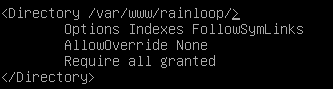 <Directory /var/www/rainloop/>
Options Indexes FollowSymLinks
AllowOverride None
Require all granted
</Directory>